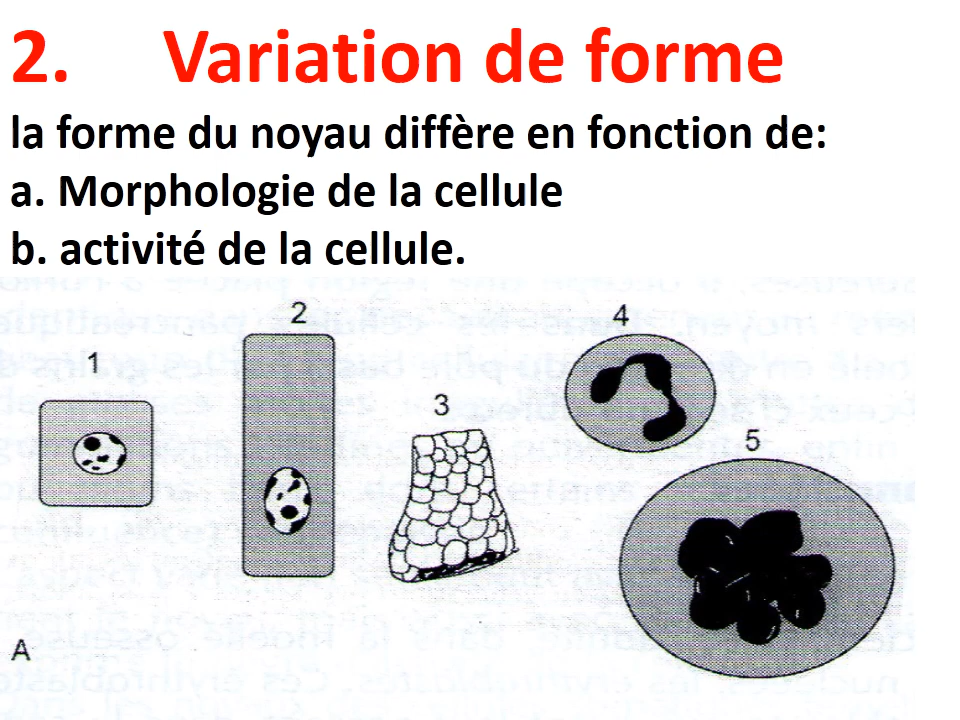 2. Variation de forme
la forme du noyau diffère en fonction de:
a. Morphologie de la cellule
b. activité de la cellule.
1
2
3
4
5
A